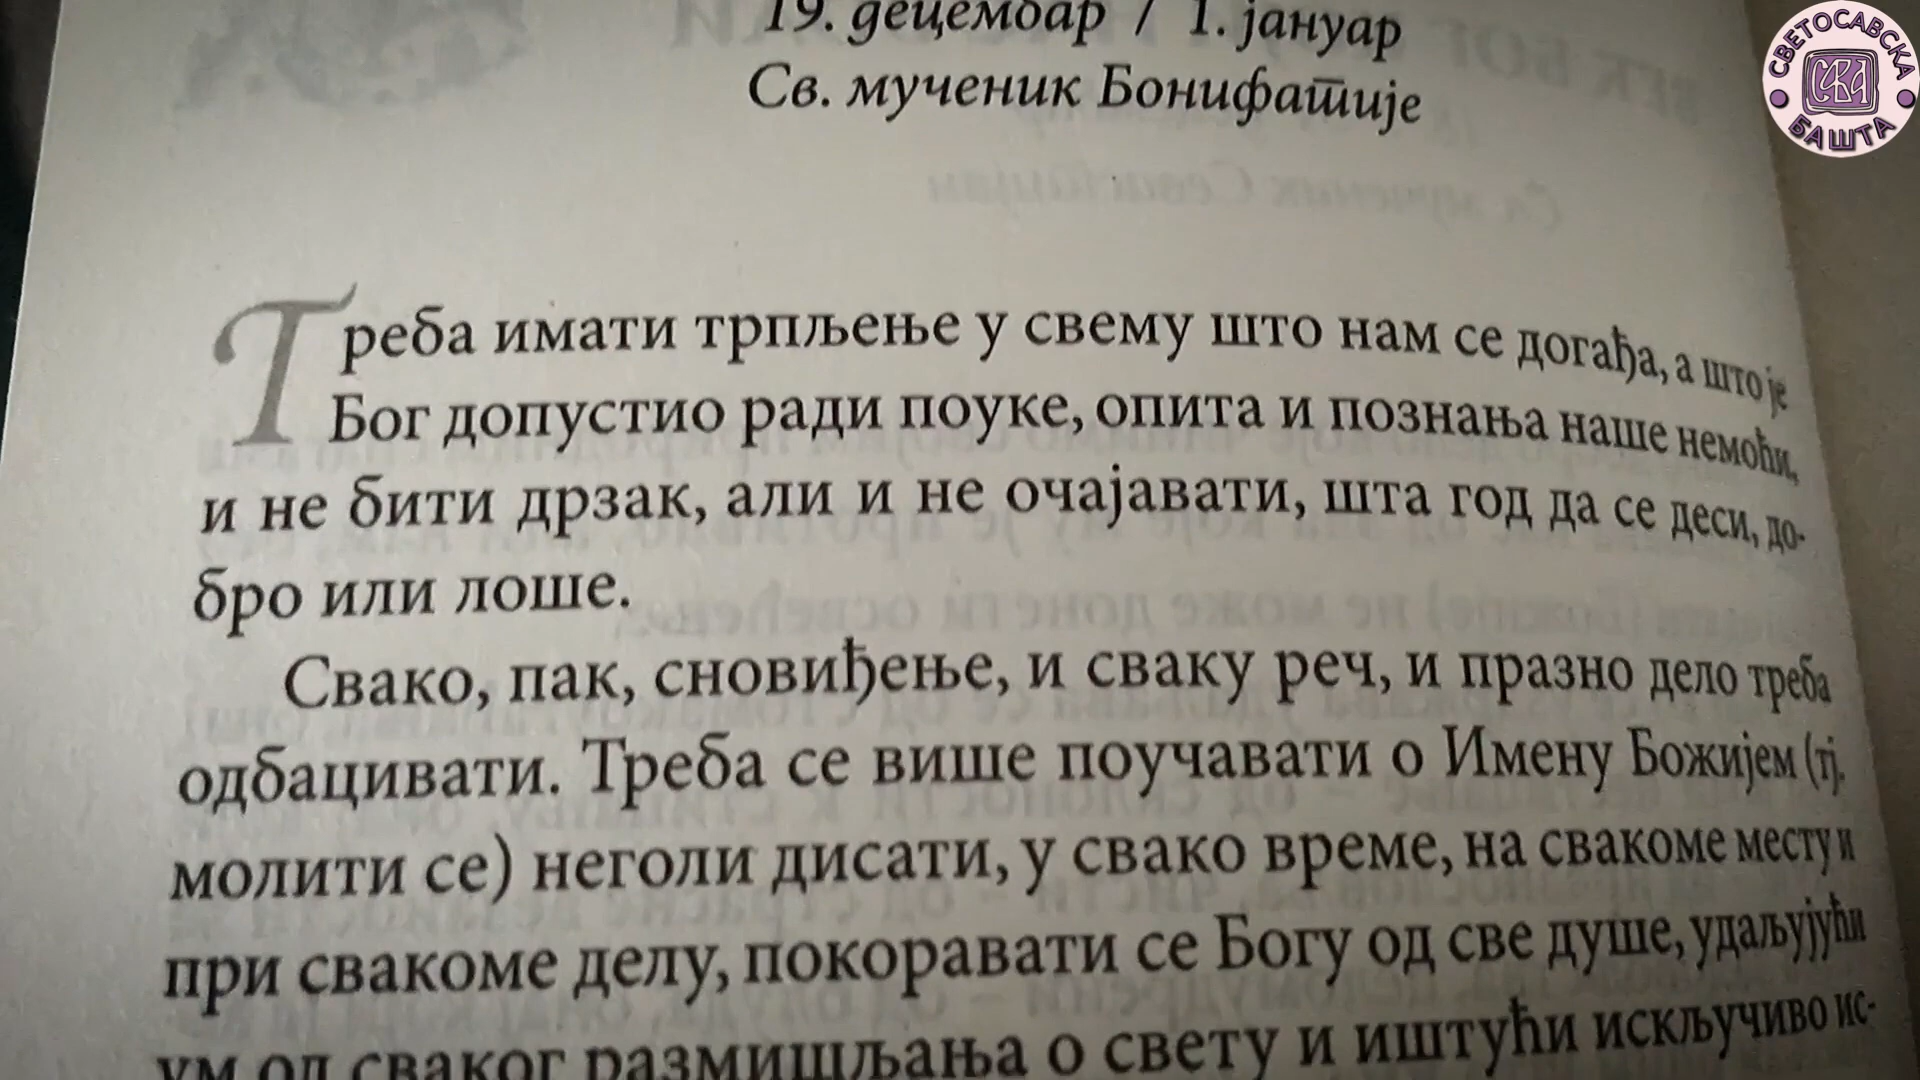 19. децембар / 1. јануар
Св. мученик Бонифатије
Треба имати трпљење у свему што нам се догађа, а што је
Бог допустио ради поуке, опита и познања наше немоћи,
и не бити дрзак, али и не очајавати, шта год да се деси, до-
бро или лоше.
Свако, пак, сновиђење, и сваку реч, и празно дело треба
одбацивати. Треба се више поучавати о Имену Божијем (тј.
молити се) неголи дисати, у свако време, на свакоме месту и
при свакоме делу, покоравати се Богу од све душе, удаљујући
ум од сваког размишљања о свету и иштући искључиво ис-
СВЕТОСАВСКА
СВА
БАШТА